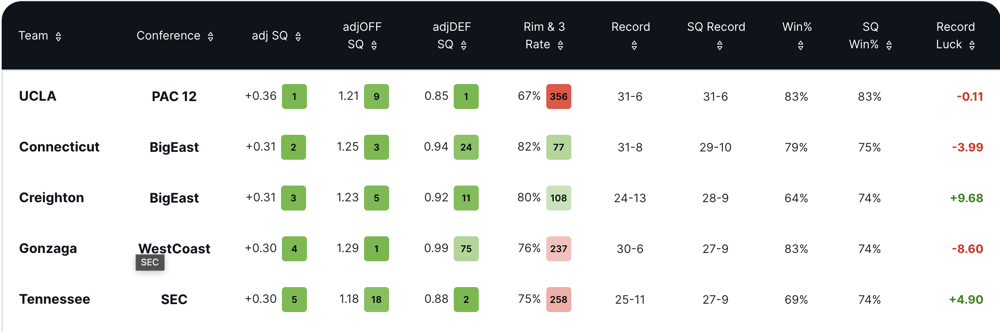 Team Conference adj SQ adjOFF SQ adjDEF SQ Rim & 3 Rate Record SQ Record Win% SQ Win% Record Luck
UCLA PAC 12 +0.36 1 1.21 9 0.85 1 67% 356 31-6 31-6 83% 83% -0.11
Connecticut BigEast +0.31 2 1.25 3 0.94 24 82% 77 31-8 29-10 79% 75% -3.99
Creighton BigEast +0.31 3 1.23 5 0.92 11 80% 108 24-13 28-9 64% 74% +9.68
Gonzaga WestCoast +0.30 4 1.29 1 0.99 75 76% 237 30-6 27-9 83% 74% -8.60
SEC
Tennessee SEC +0.30 5 1.18 18 0.88 2 75% 258 25-11 27-9 69% 74% +4.90